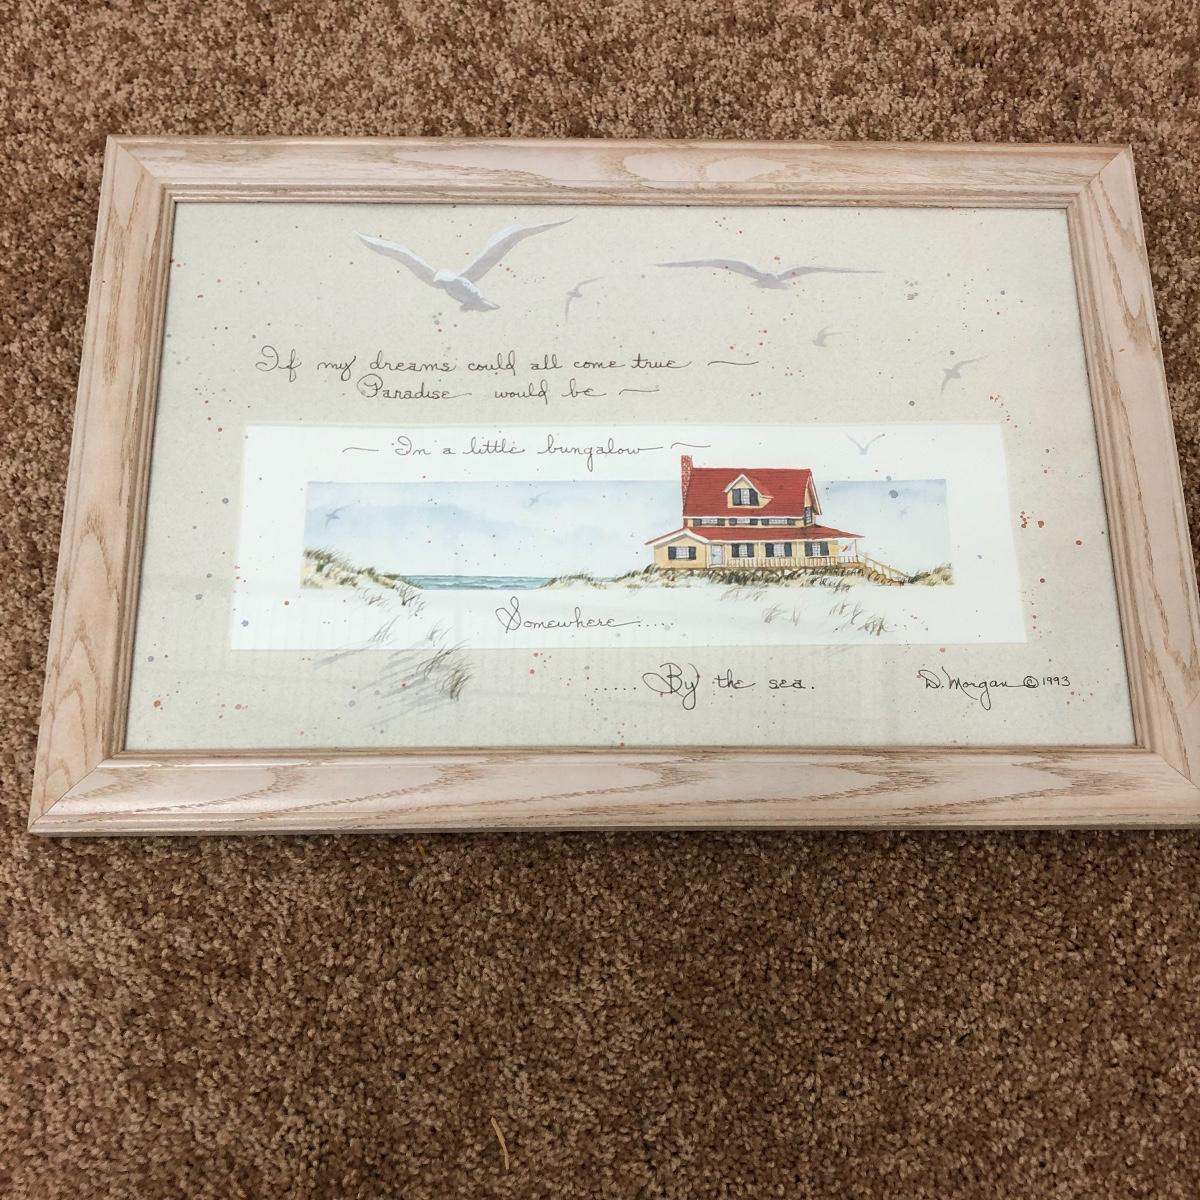 If my dreams could all come true —
Paradise would be —
— In a little bungalow —
Somewhere....
..... By the sea.
D. Morgan © 1993